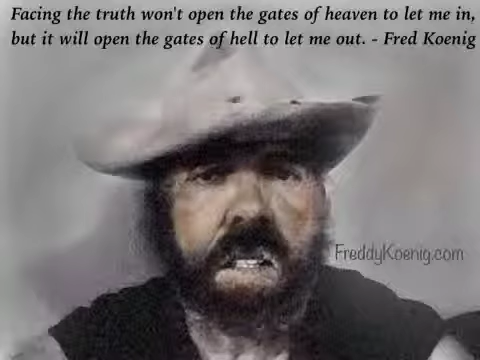 Facing the truth won't open the gates of heaven to let me in,
but it will open the gates of hell to let me out. - Fred Koenig
FreddyKoenig.com